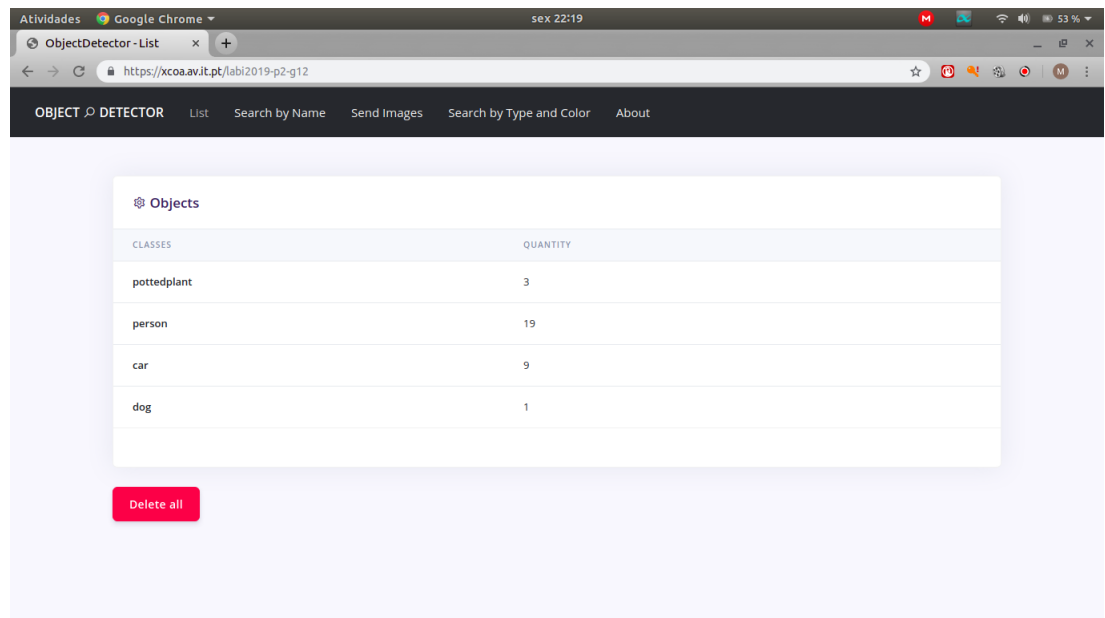 Atividades Google Chrome sex 22:19 M 53 %
ObjectDetector - List
https://xcoa.av.it.pt/labi2019-p2-g12 M
OBJECT DETECTOR List Search by Name Send Images Search by Type and Color About
Objects
CLASSES QUANTITY
pottedplant 3
person 19
car 9
dog 1
Delete all